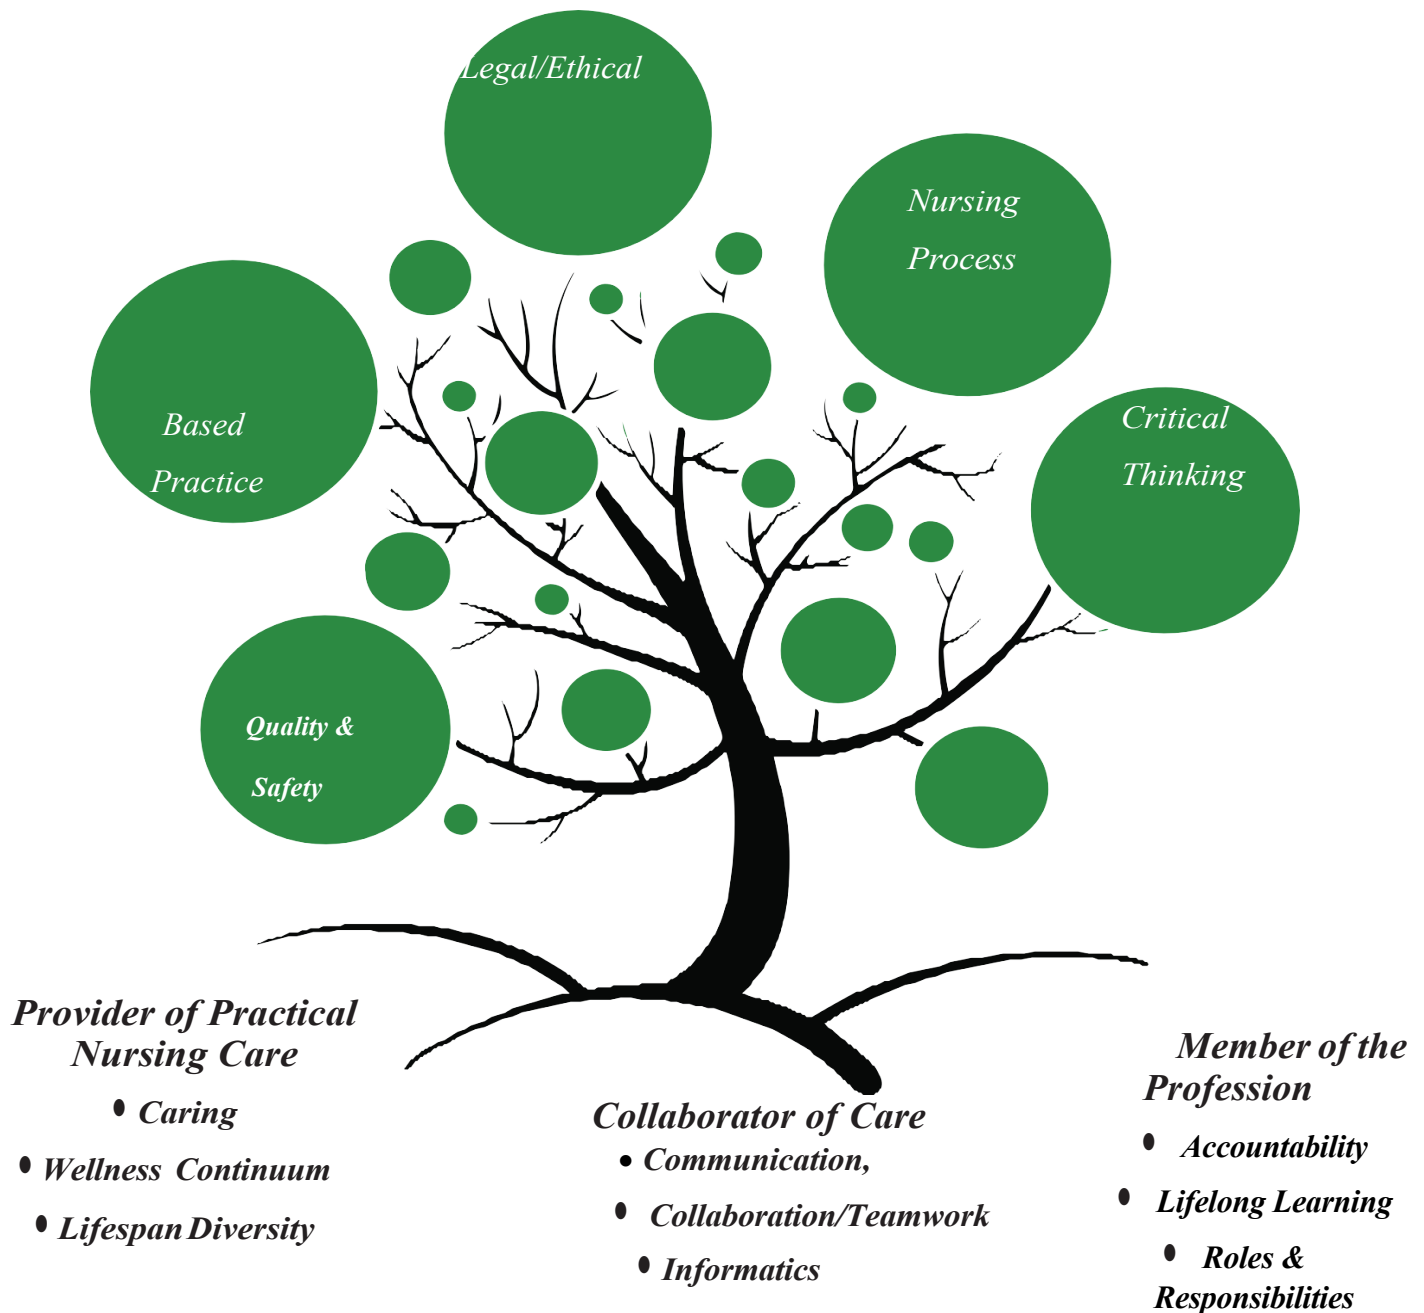 Legal/Ethical
Nursing
Process
Based
Practice
Critical
Thinking
Quality &
Safety
Provider of Practical
Nursing Care
• Caring
• Wellness Continuum
• Lifespan Diversity
Collaborator of Care
• Communication,
• Collaboration/Teamwork
• Informatics
Member of the
Profession
• Accountability
• Lifelong Learning
• Roles &
Responsibilities